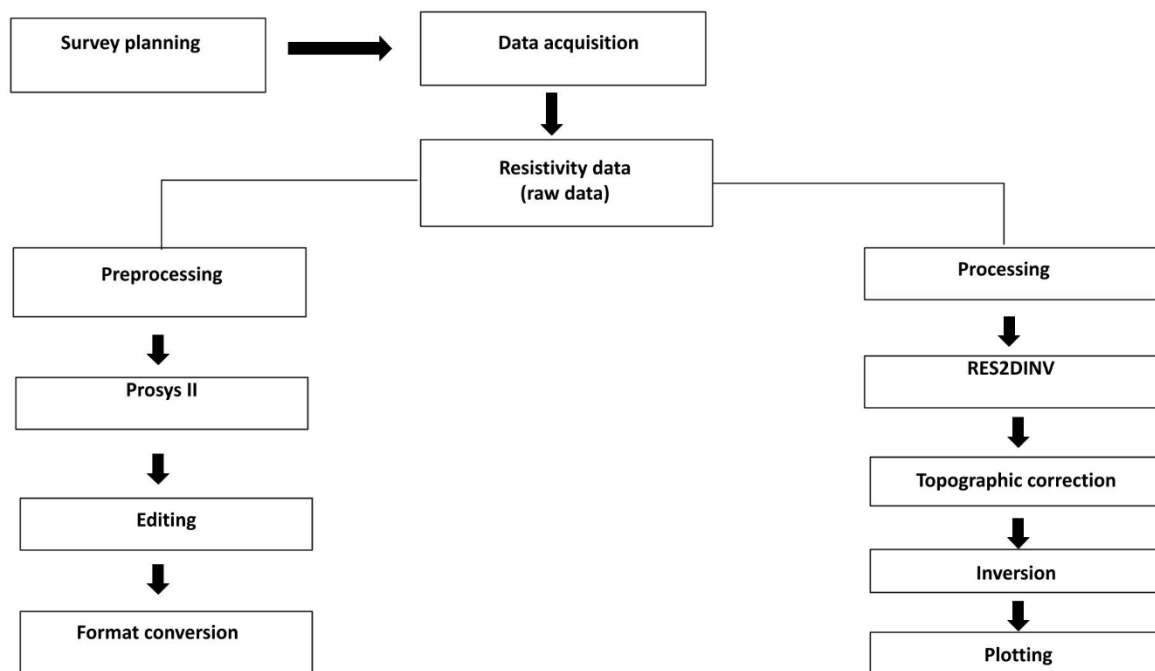 Survey planning
Data acquisition
Resistivity data
(raw data)
Preprocessing
Prosys II
Editing
Format conversion
Processing
RES2DINV
Topographic correction
Inversion
Plotting